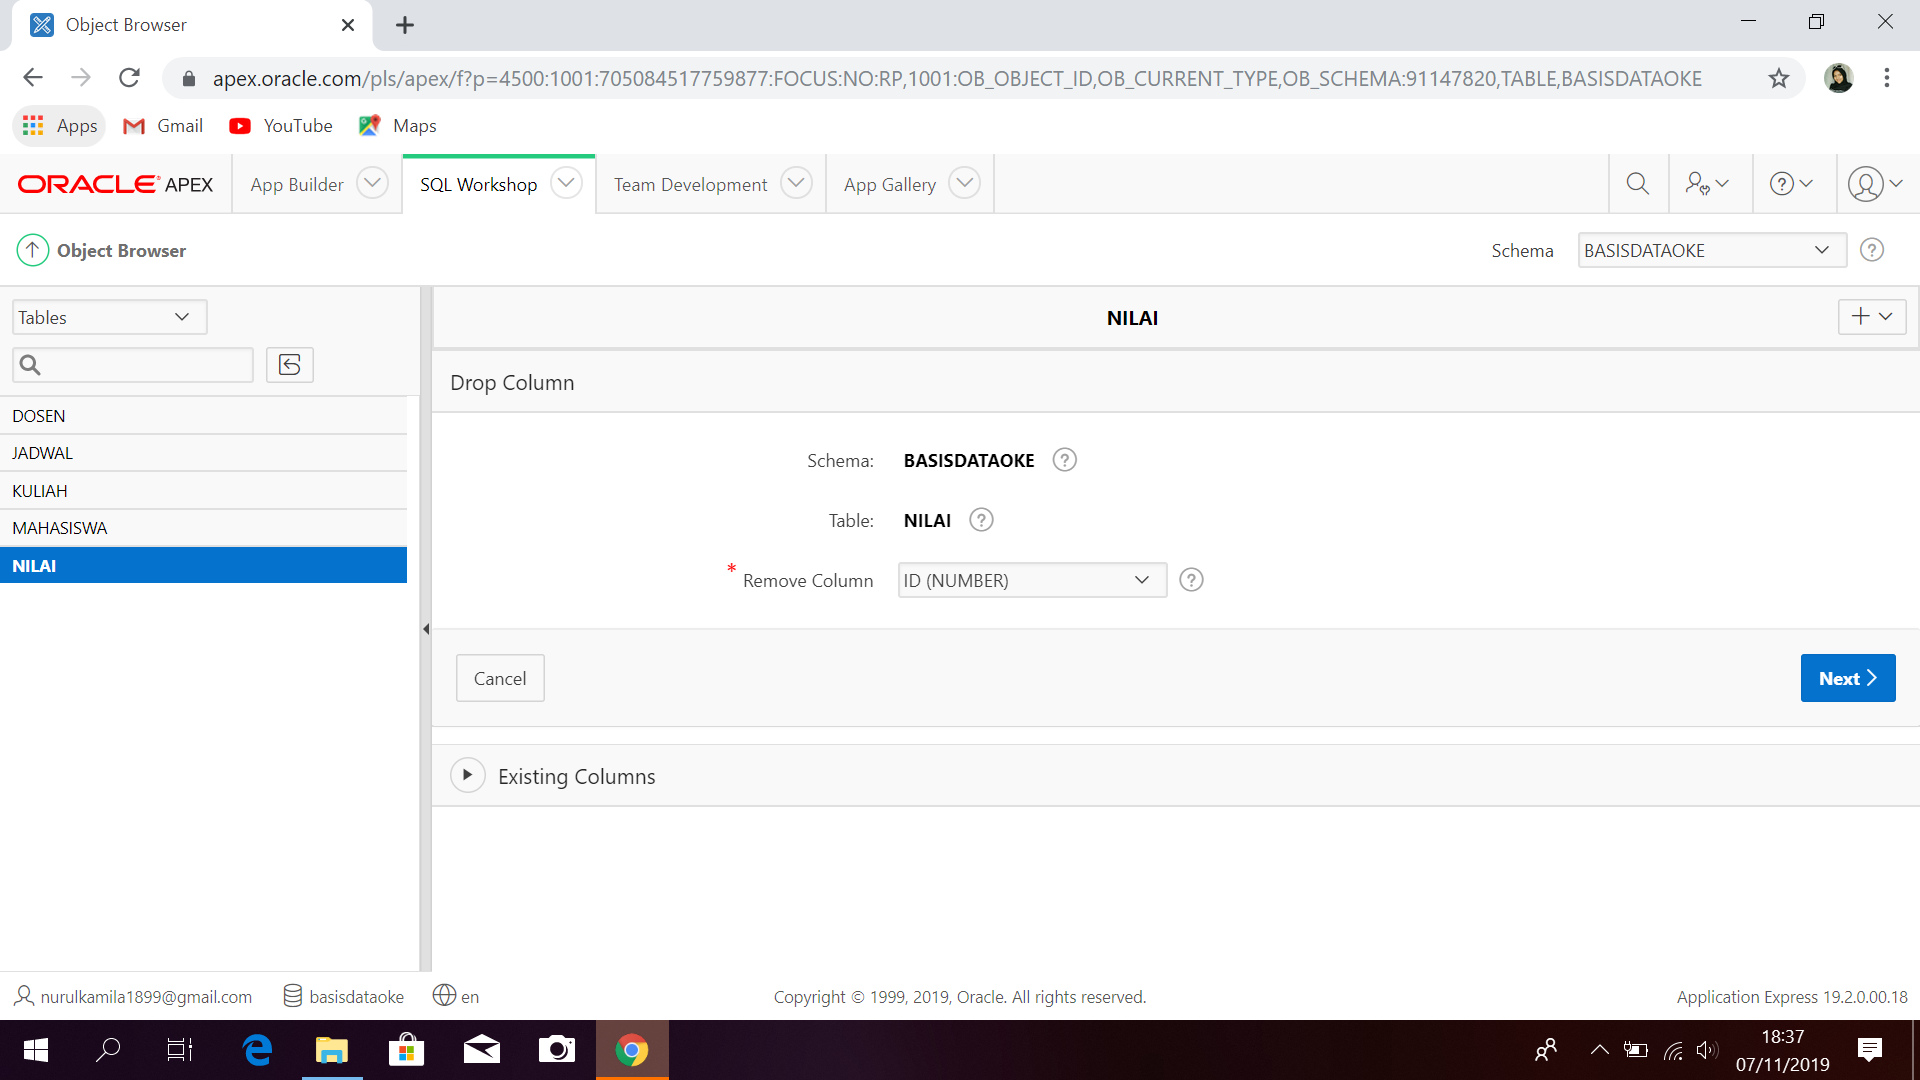 Object Browser
apex.oracle.com/pls/apex/f?p=4500:1001:705084517759877:FOCUS:NO:RP,1001:OB_OBJECT_ID,OB_CURRENT_TYPE,OB_SCHEMA:91147820,TABLE,BASISDATAOKE
Apps Gmail YouTube Maps
ORACLE APEX App Builder SQL Workshop Team Development App Gallery
Object Browser Schema BASISDATAOKE
Tables
NILAI
Drop Column
DOSEN
JADWAL
KULIAH
MAHASISWA
NILAI
Schema: BASISDATAOKE
Table: NILAI
* Remove Column ID (NUMBER)
Cancel Next
Existing Columns
nurulkamila1899@gmail.com basisdataoke en Copyright © 1999, 2019, Oracle. All rights reserved. Application Express 19.2.0.00.18
18:37
07/11/2019